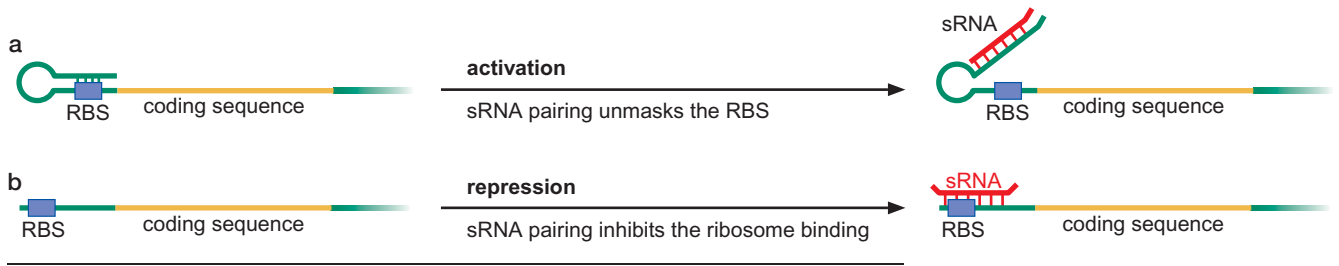 a
RBS
coding sequence
activation
sRNA pairing unmasks the RBS
sRNA
RBS
coding sequence
b
RBS
coding sequence
repression
sRNA pairing inhibits the ribosome binding
sRNA
RBS
coding sequence